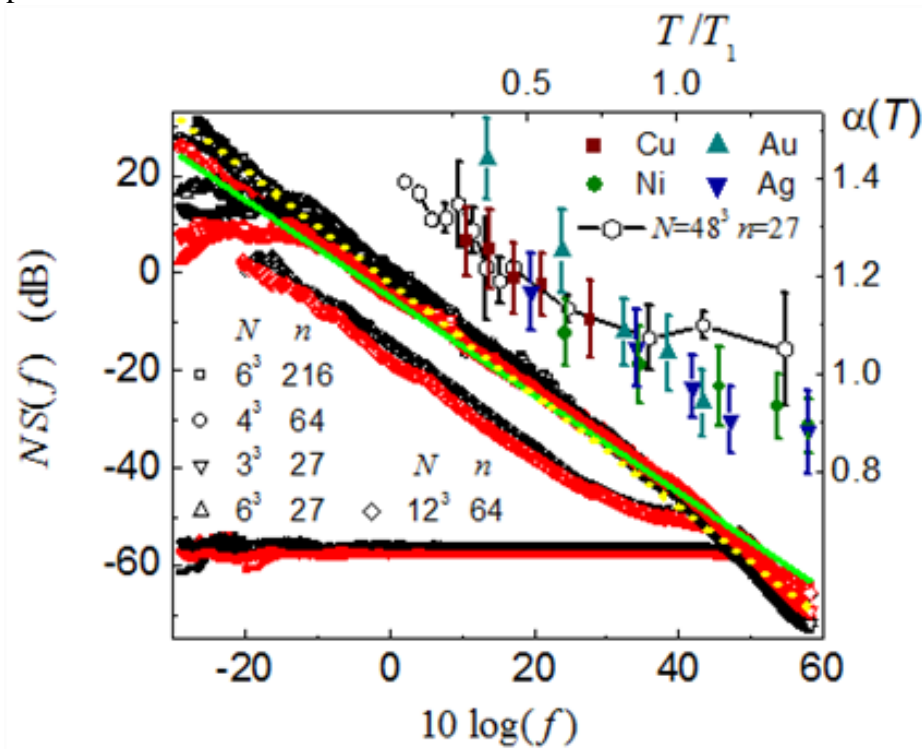 T/T₁
0.5 1.0
α(T)
Cu Au
Ni Ag
N=48³ n=27
1.4
1.2
1.0
0.8
20
0
-20
-40
-60
NS(f) (dB)
N n
6³ 216
4³ 64
3³ 27 N n
6³ 27 12³ 64
-20 0 20 40 60
10 log(f)